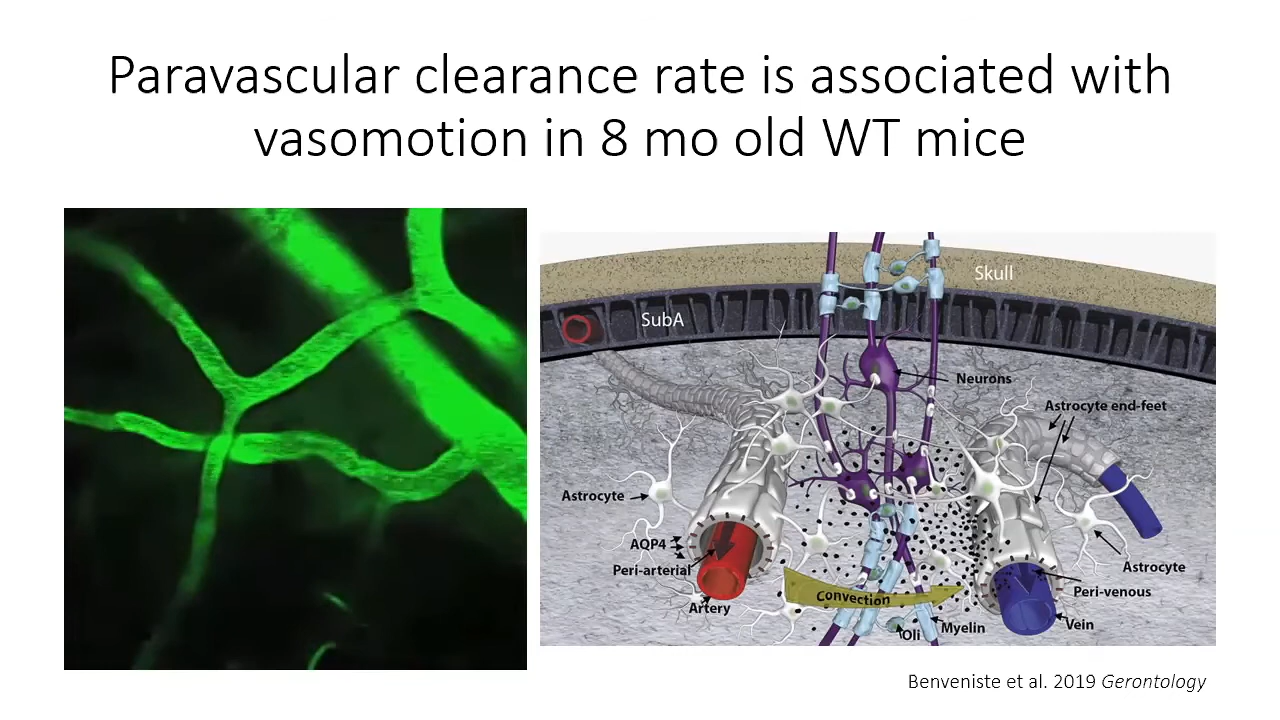 Paravascular clearance rate is associated with
vasomotion in 8 mo old WT mice
Skull
SubA
Neurons
Astrocyte end-feet
Astrocyte
AQP4
Peri-arterial
Artery
Convection
Oli
Myelin
Astrocyte
Peri-venous
Vein
Benveniste et al. 2019 Gerontology